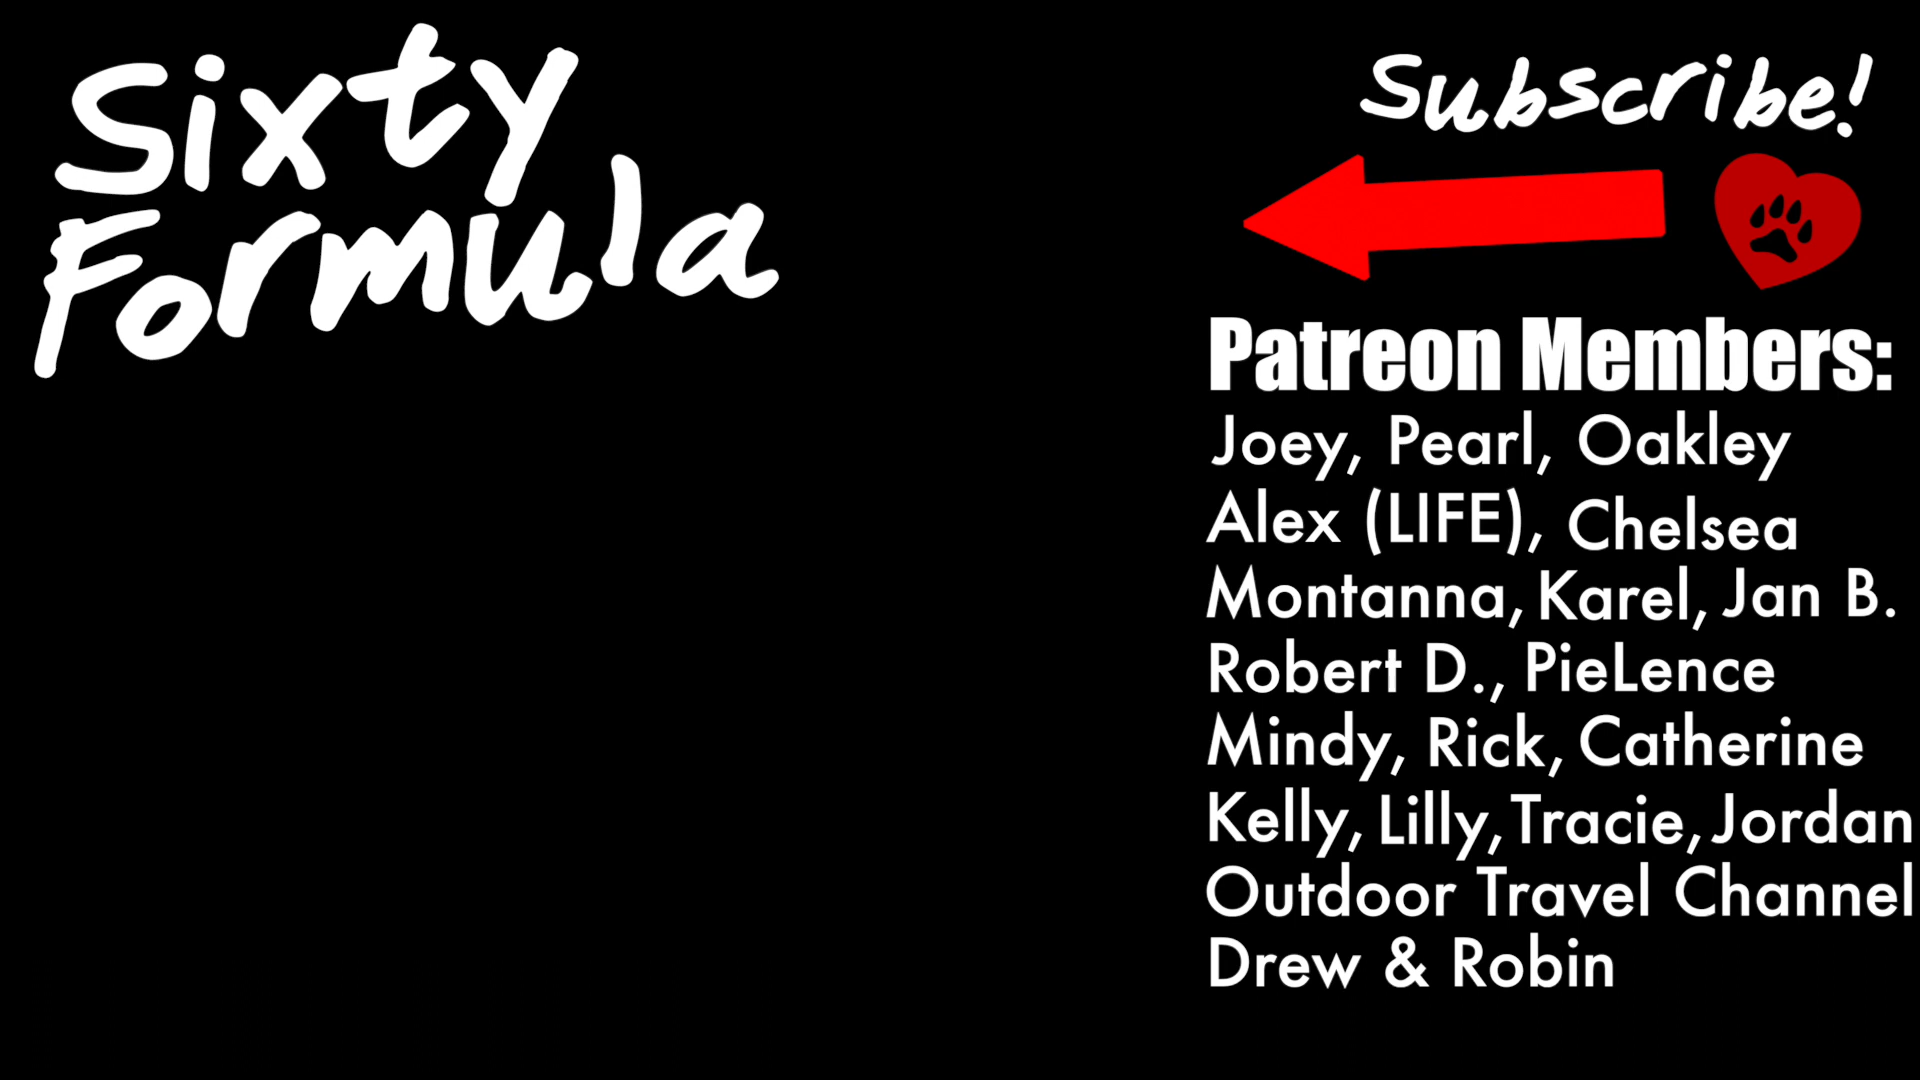 Sixty
Formula
Subscribe!
Patreon Members:
Joey, Pearl, Oakley
Alex (LIFE), Chelsea
Montanna, Karel, Jan B.
Robert D., PieLence
Mindy, Rick, Catherine
Kelly, Lilly, Tracie, Jordan
Outdoor Travel Channel
Drew & Robin